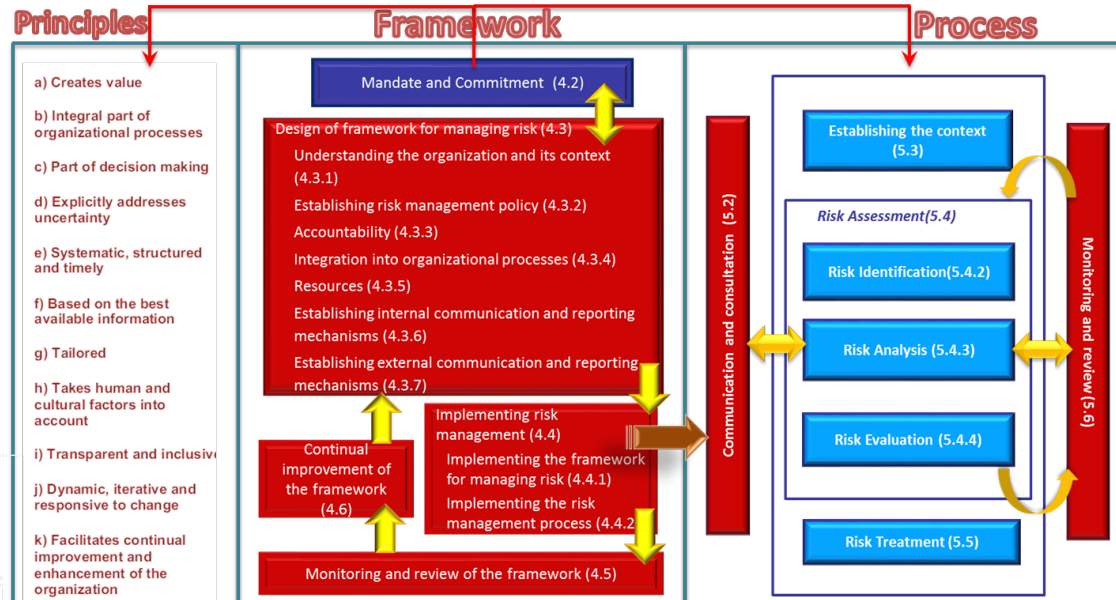 Principles
Framework
Process
a) Creates value
b) Integral part of
organizational processes
c) Part of decision making
d) Explicitly addresses
uncertainty
e) Systematic, structured
and timely
f) Based on the best
available information
g) Tailored
h) Takes human and
cultural factors into
account
i) Transparent and inclusive
j) Dynamic, iterative and
responsive to change
k) Facilitates continual
improvement and
enhancement of the
organization
Mandate and Commitment (4.2)
Design of framework for managing risk (4.3)
Understanding the organization and its context
(4.3.1)
Establishing risk management policy (4.3.2)
Accountability (4.3.3)
Integration into organizational processes (4.3.4)
Resources (4.3.5)
Establishing internal communication and reporting
mechanisms (4.3.6)
Establishing external communication and reporting
mechanisms (4.3.7)
Implementing risk
management (4.4)
Implementing the framework
for managing risk (4.4.1)
Implementing the risk
management process (4.4.2
Continual
improvement of
the framework
(4.6)
Monitoring and review of the framework (4.5)
Communication and consultation (5.2)
Establishing the context
(5.3)
Risk Assessment(5.4)
Risk Identification(5.4.2)
Risk Analysis (5.4.3)
Risk Evaluation (5.4.4)
Risk Treatment (5.5)
Monitoring and review (5.6)